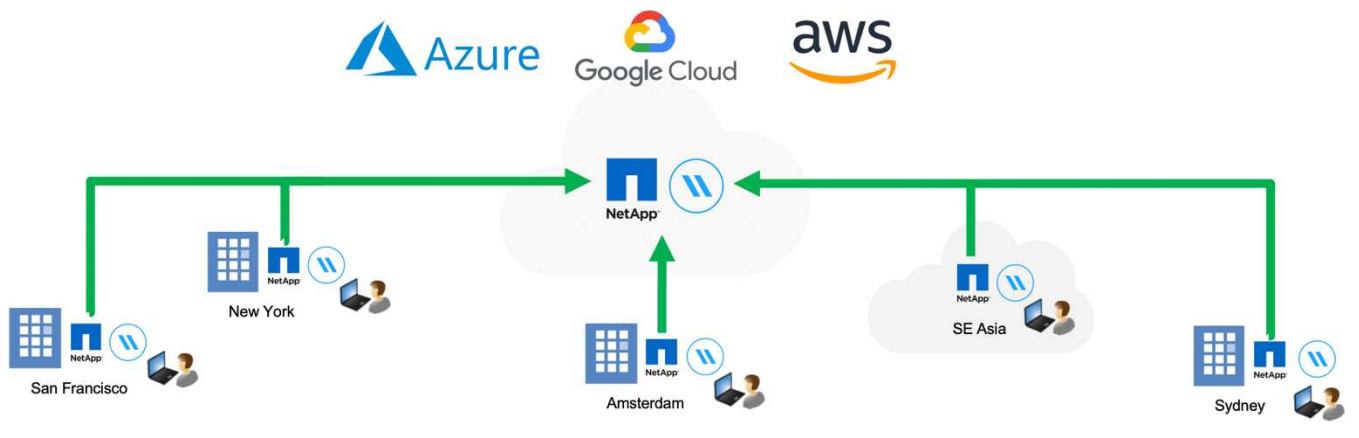 Azure
Google Cloud
aws
NetApp
NetApp
New York
NetApp
SE Asia
NetApp
San Francisco
NetApp
Amsterdam
NetApp
Sydney